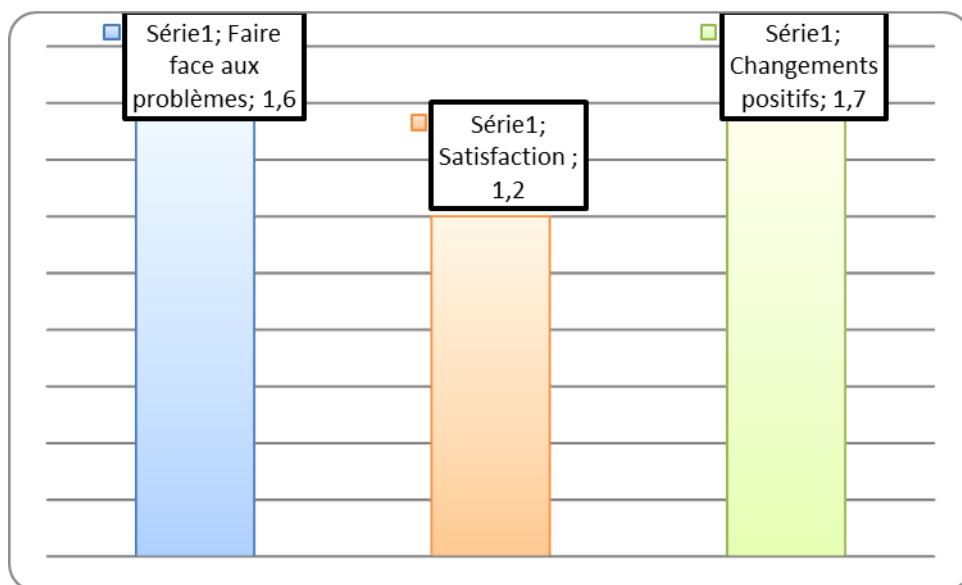 Série1; Faire
face aux
problèmes; 1,6
Série1;
Satisfaction ;
1,2
Série1;
Changements
positifs; 1,7